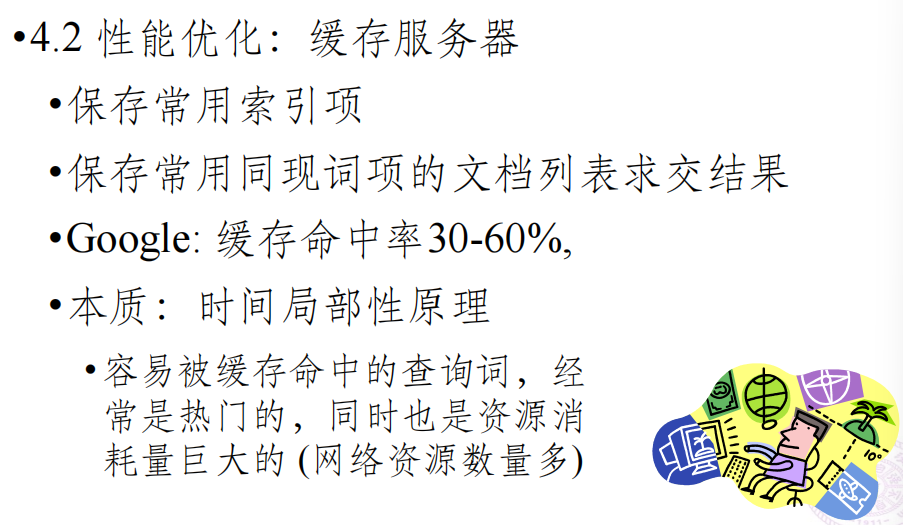 •4.2 性能优化：缓存服务器
•保存常用索引项
•保存常用同现词项的文档列表求交结果
•Google: 缓存命中率30-60%,
•本质：时间局部性原理
•容易被缓存命中的查询词，经
常是热门的，同时也是资源消
耗量巨大的 (网络资源数量多)
10°